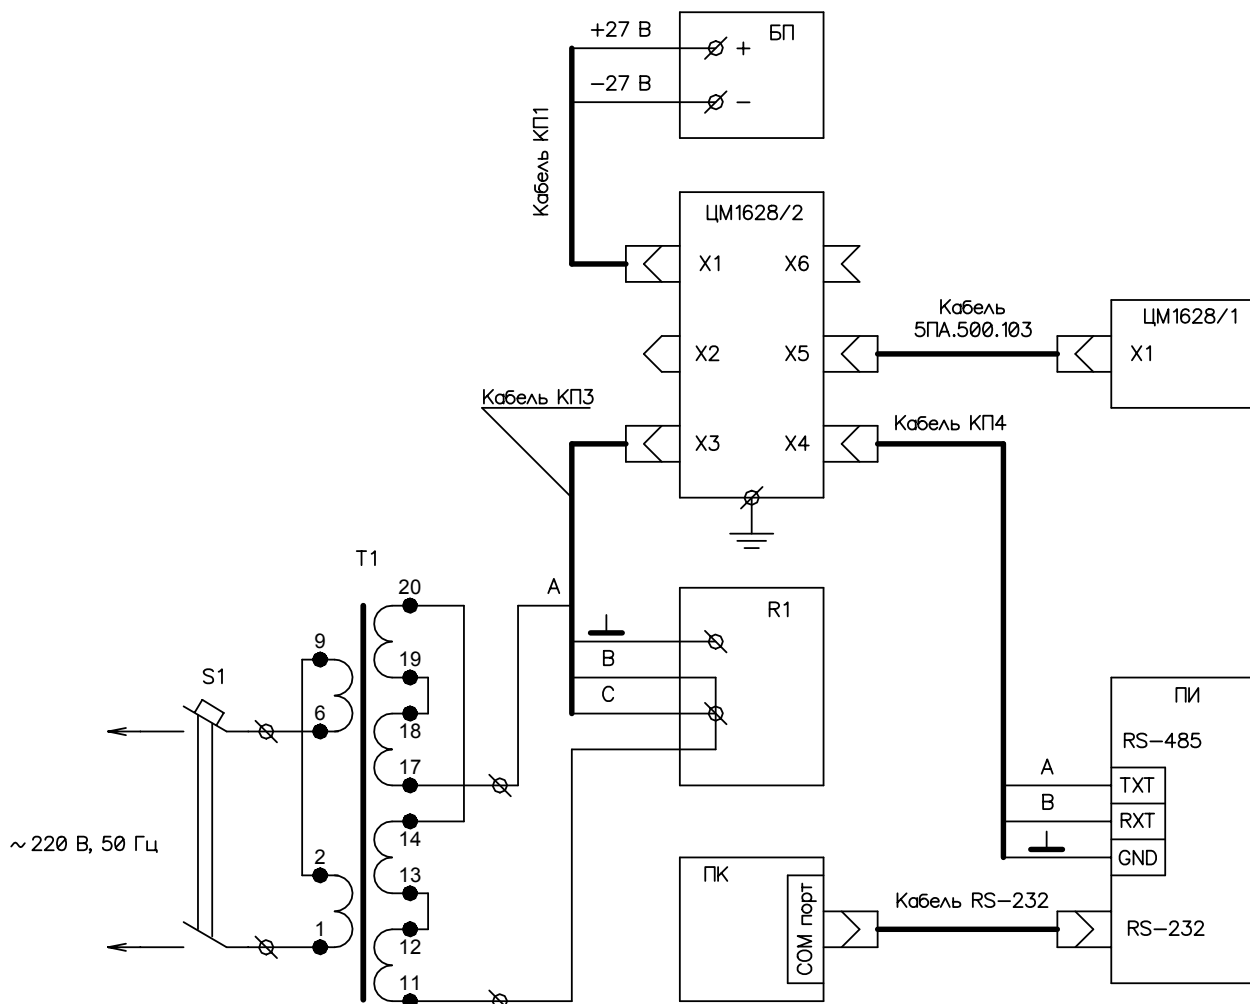 +27 В
БП
+
−27 В
−
Кабель КП1
ЦМ1628/2
X1
X6
Кабель
5ПА.500.103
ЦМ1628/1
X2
X5
X1
Кабель КП3
Кабель КП4
X3
X4
T1
20
A
R1
9
19
B
S1
C
6
18
ПИ
RS−485
17
A
TXT
B
RXT
14
~ 220 В, 50 Гц
2
GND
13
ПК
COM порт
Кабель RS−232
1
12
RS−232
11